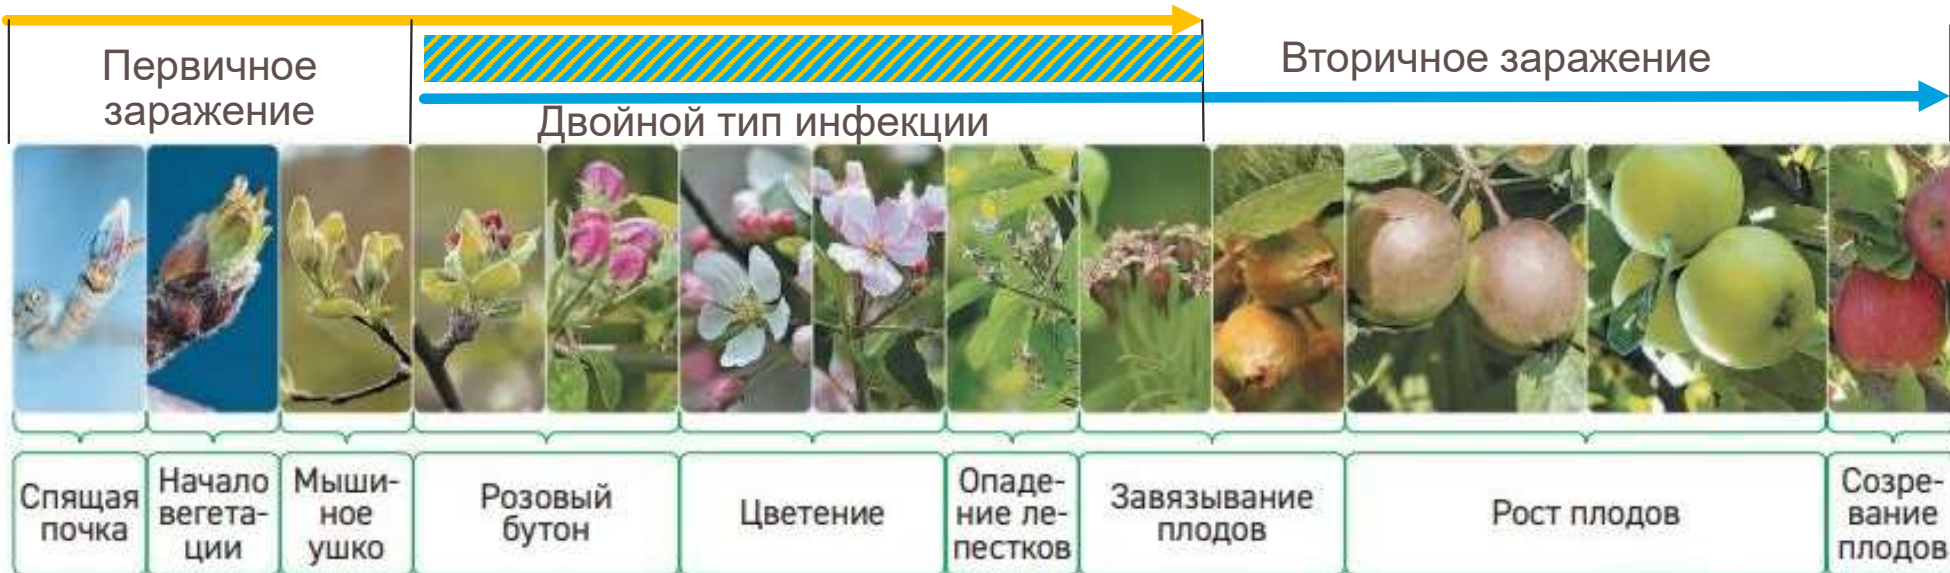 Первичное
заражение
Двойной тип инфекции
Вторичное заражение
Спящая
почка
Начало
вегета-
ции
Мыши-
ное
ушко
Розовый
бутон
Цветение
Опаде-
ние ле-
пестков
Завязывание
плодов
Рост плодов
Созре-
вание
плодов